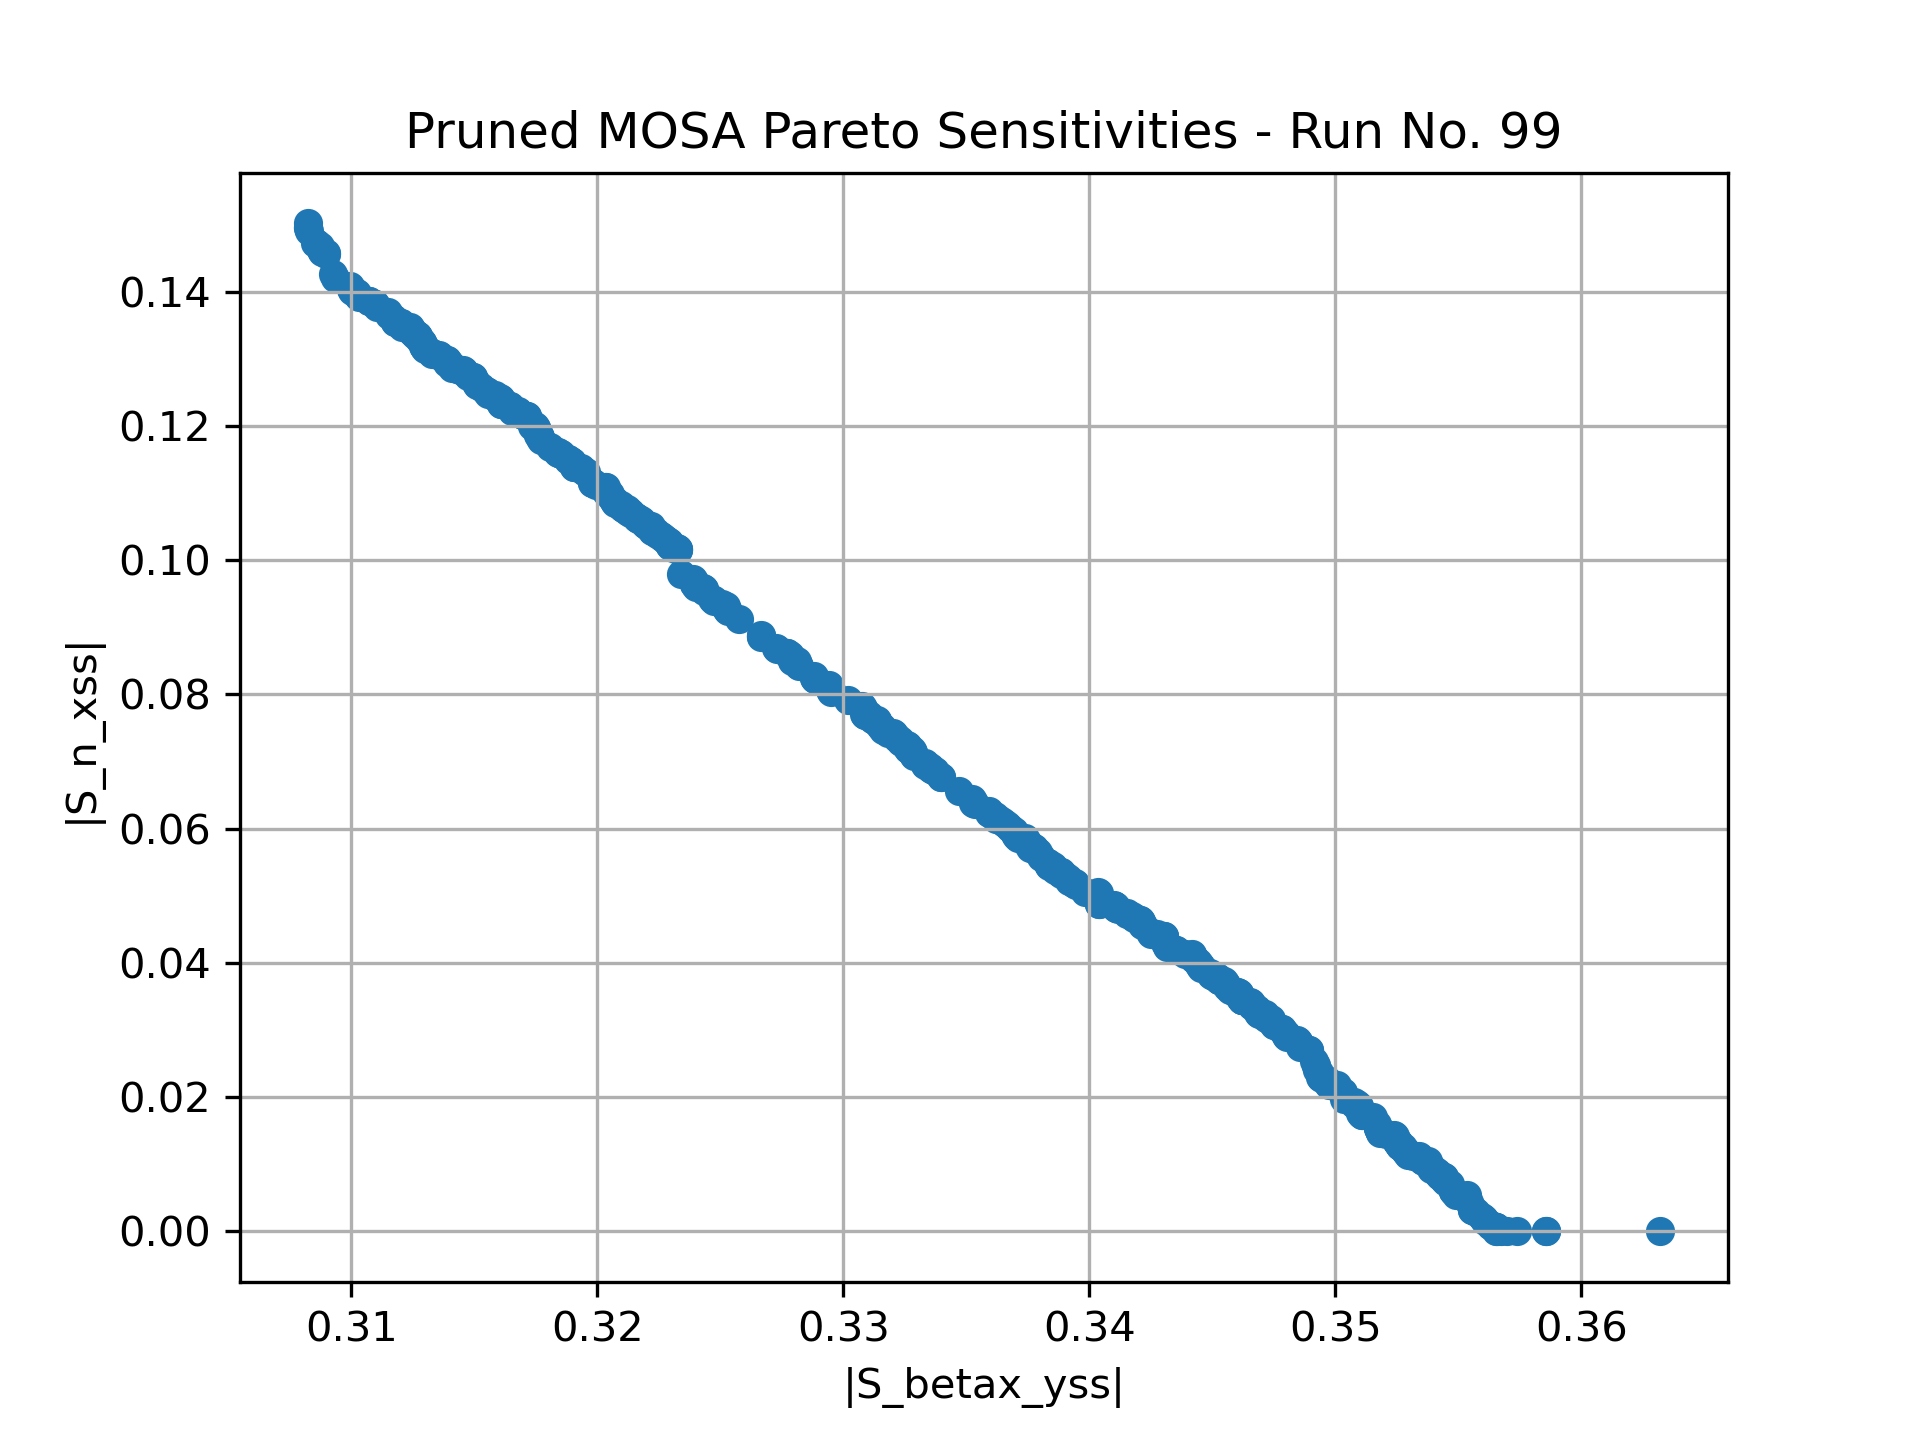 Pruned MOSA Pareto Sensitivities - Run No. 99
|S_n_xss|
0.14
0.12
0.10
0.08
0.06
0.04
0.02
0.00
0.31 0.32 0.33 0.34 0.35 0.36
|S_betax_yss|